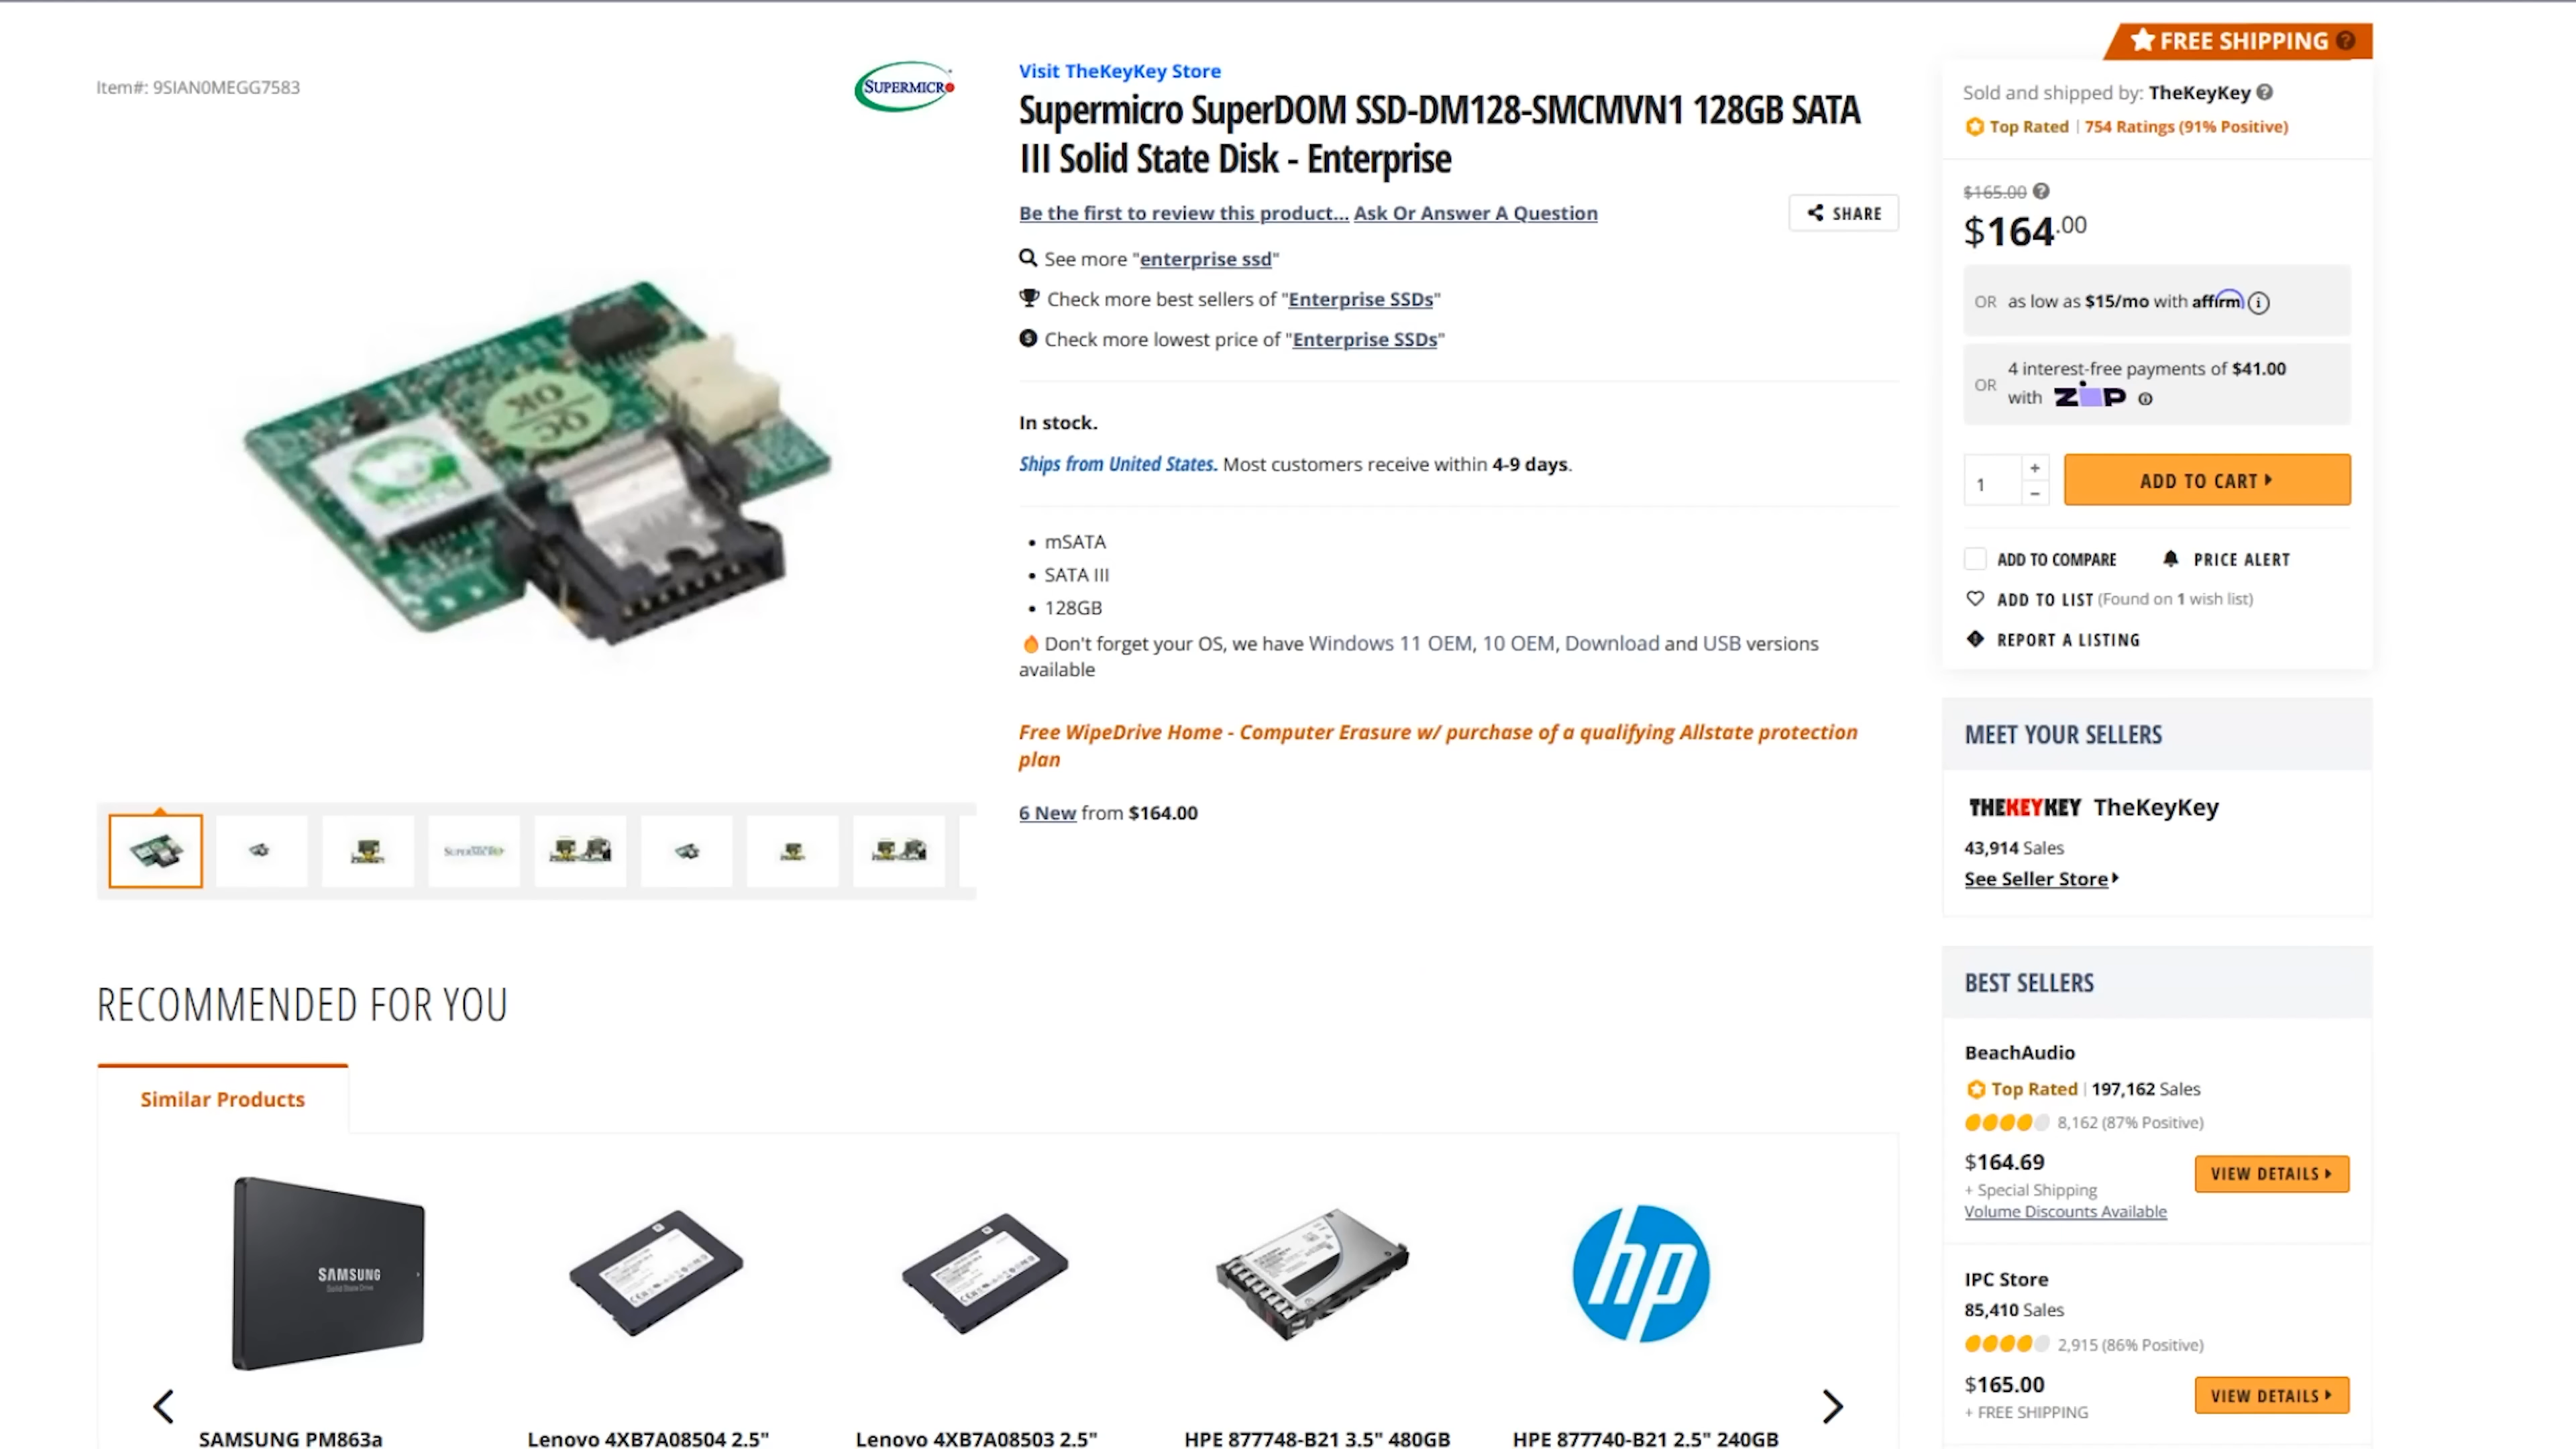 FREE SHIPPING
Item#: 9SIAN0MEGG7583
SUPERMICRO
Visit TheKeyKey Store
Supermicro SuperDOM SSD-DM128-SMCMVN1 128GB SATA
III Solid State Disk - Enterprise
Be the first to review this product... Ask Or Answer A Question
SHARE
See more "enterprise ssd"
Check more best sellers of "Enterprise SSDs"
Check more lowest price of "Enterprise SSDs"
In stock.
Ships from United States. Most customers receive within 4-9 days.
• mSATA
• SATA III
• 128GB
Don't forget your OS, we have Windows 11 OEM, 10 OEM, Download and USB versions
available
Free WipeDrive Home - Computer Erasure w/ purchase of a qualifying Allstate protection
plan
6 New from $164.00
OK
QC
SUPERMICRO
Sold and shipped by: TheKeyKey
Top Rated | 754 Ratings (91% Positive)
$165.00
$164.00
OR as low as $15/mo with affirm
4 interest-free payments of $41.00
OR
with ZIP
1
+
−
ADD TO CART
ADD TO COMPARE
PRICE ALERT
ADD TO LIST (Found on 1 wish list)
REPORT A LISTING
MEET YOUR SELLERS
THEKEYKEY TheKeyKey
43,914 Sales
See Seller Store
BEST SELLERS
BeachAudio
Top Rated | 197,162 Sales
8,162 (87% Positive)
$164.69
+ Special Shipping
Volume Discounts Available
VIEW DETAILS
IPC Store
85,410 Sales
2,915 (86% Positive)
$165.00
+ FREE SHIPPING
VIEW DETAILS
RECOMMENDED FOR YOU
Similar Products
SAMSUNG
Solid State Drive
hp
SAMSUNG PM863a
Lenovo 4XB7A08504 2.5"
Lenovo 4XB7A08503 2.5"
HPE 877748-B21 3.5" 480GB
HPE 877740-B21 2.5" 240GB